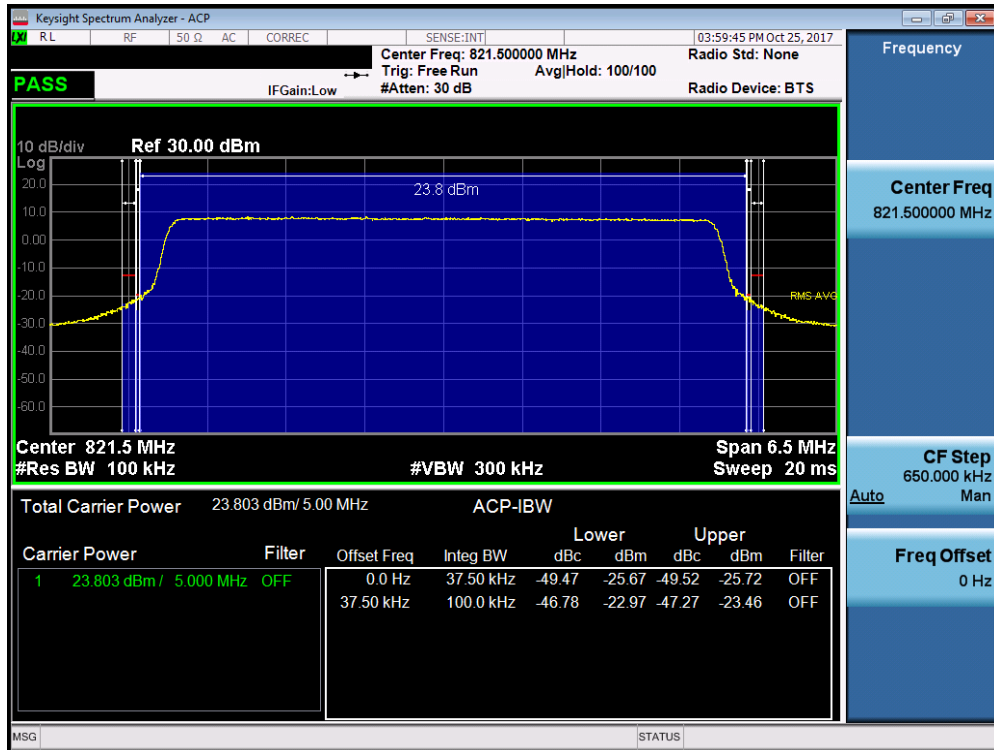 Keysight Spectrum Analyzer - ACP
LXI RL RF 50 Ω AC CORREC SENSE:INT 03:59:45 PM Oct 25, 2017
Center Freq: 821.500000 MHz Radio Std: None
Trig: Free Run Avg|Hold: 100/100
PASS IFGain:Low #Atten: 30 dB Radio Device: BTS
10 dB/div Ref 30.00 dBm
Log
23.8 dBm
20.0
10.0
0.00
-10.0
-20.0
RMS AVG
-30.0
-40.0
-50.0
-60.0
Center 821.5 MHz Span 6.5 MHz
#Res BW 100 kHz #VBW 300 kHz Sweep 20 ms
Total Carrier Power 23.803 dBm/ 5.00 MHz ACP-IBW
Lower Upper
Carrier Power Filter Offset Freq Integ BW dBc dBm dBc dBm Filter
1 23.803 dBm / 5.000 MHz OFF 0.0 Hz 37.50 kHz -49.47 -25.67 -49.52 -25.72 OFF
37.50 kHz 100.0 kHz -46.78 -22.97 -47.27 -23.46 OFF
MSG STATUS
Frequency
Center Freq
821.500000 MHz
CF Step
650.000 kHz
Auto Man
Freq Offset
0 Hz